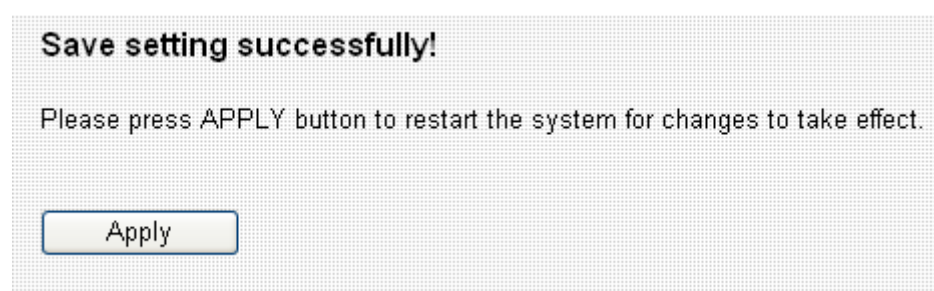 Save setting successfully!
Please press APPLY button to restart the system for changes to take effect.
Apply